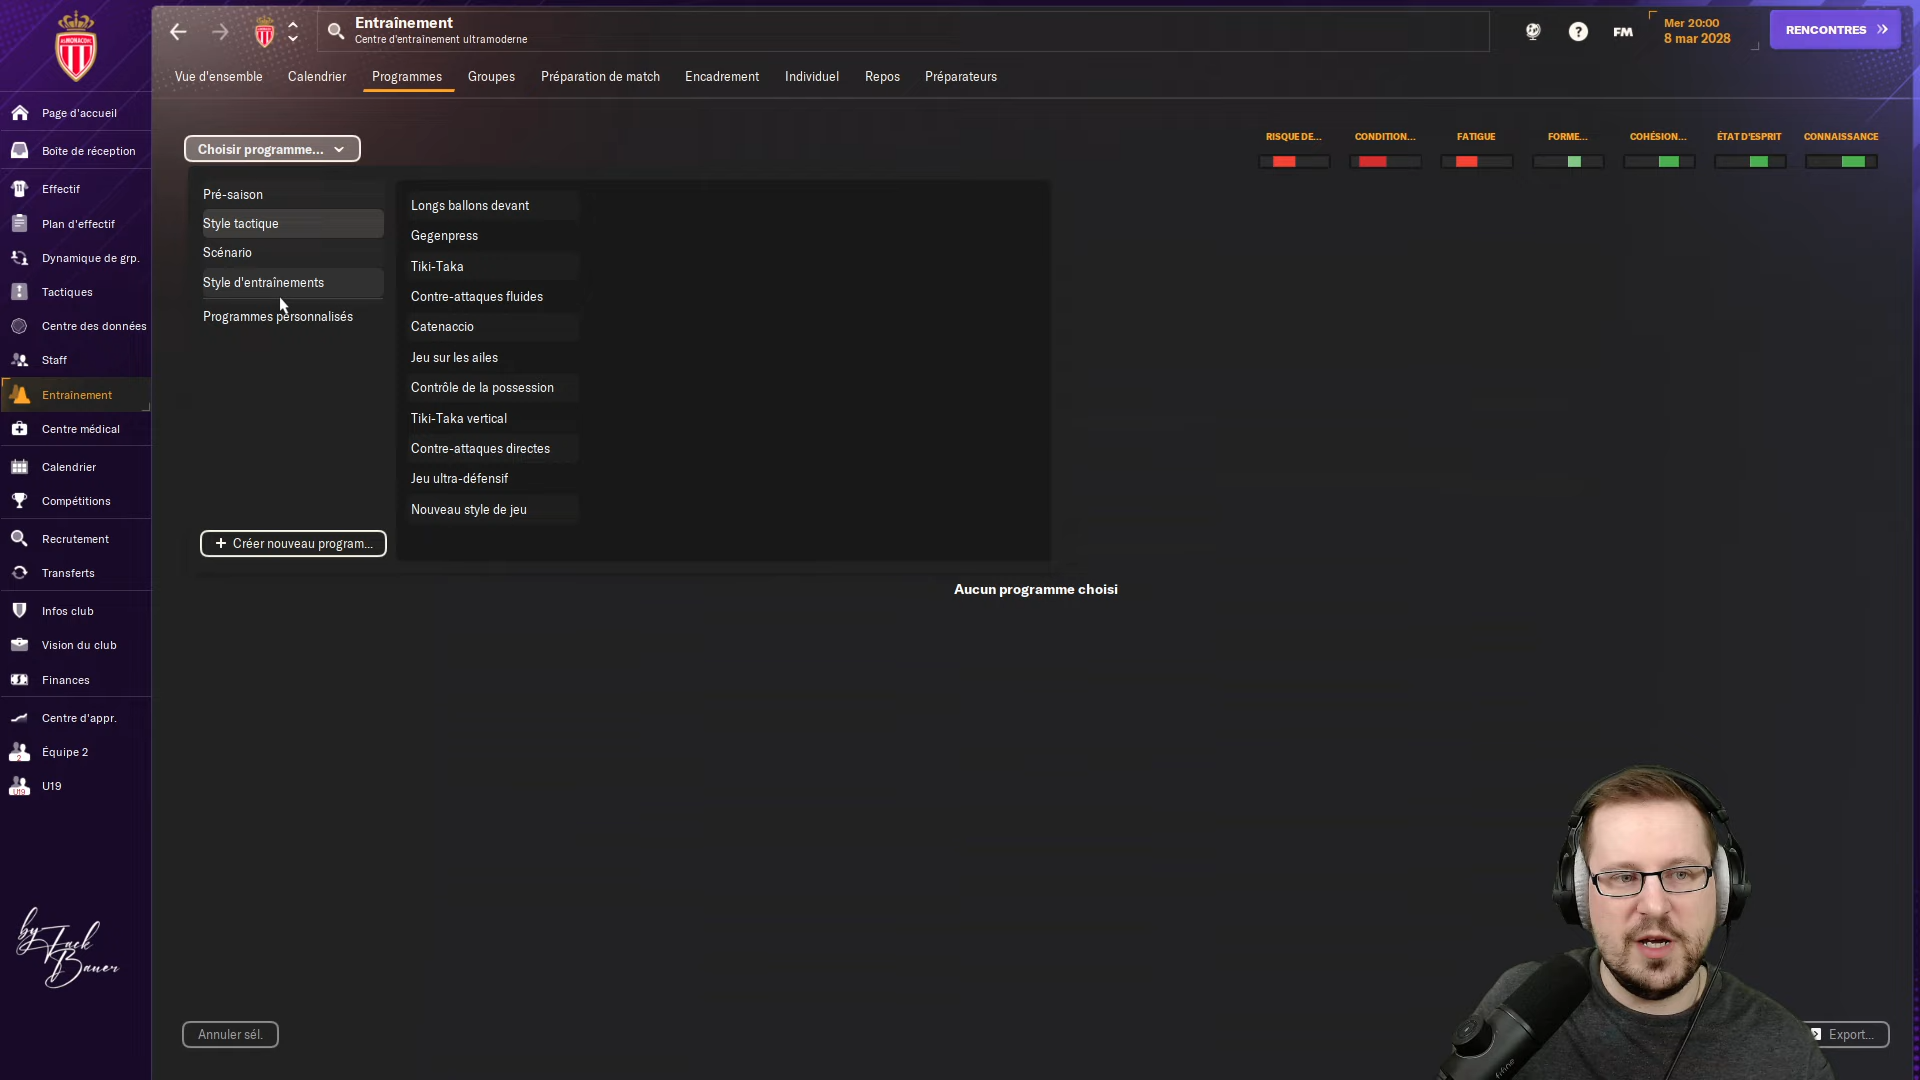 Entraînement
Centre d'entraînement ultramoderne
FM
Mer 20:00
8 mar 2028
RENCONTRES
Vue d'ensemble
Calendrier
Programmes
Groupes
Préparation de match
Encadrement
Individuel
Repos
Préparateurs
Page d'accueil
Boîte de réception
Effectif
Plan d'effectif
Dynamique de grp.
Tactiques
Centre des données
Staff
Entraînement
Centre médical
Calendrier
Compétitions
Recrutement
Transferts
Infos club
Vision du club
Finances
Centre d'appr.
Équipe 2
U19
by Jack
Bauer
Choisir programme...
RISQUE DE...
CONDITION...
FATIGUE
FORME...
COHÉSION...
ÉTAT D'ESPRIT
CONNAISSANCE
Pré-saison
Style tactique
Scénario
Style d'entraînements
Programmes personnalisés
Longs ballons devant
Gegenpress
Tiki-Taka
Contre-attaques fluides
Catenaccio
Jeu sur les ailes
Contrôle de la possession
Tiki-Taka vertical
Contre-attaques directes
Jeu ultra-défensif
Nouveau style de jeu
+ Créer nouveau program...
Aucun programme choisi
Annuler sél.
Export...